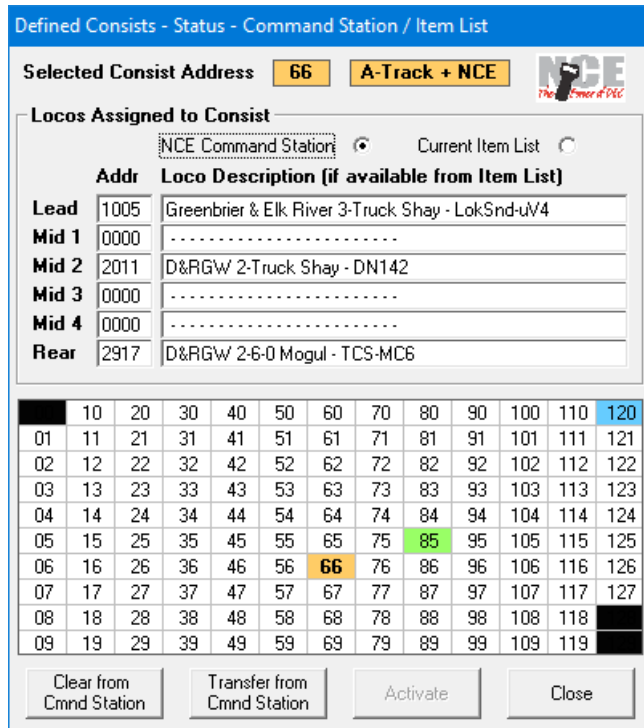 Defined Consists - Status - Command Station / Item List
Selected Consist Address 66 A-Track + NCE
NCE
The Power of DCC
Locos Assigned to Consist
NCE Command Station Current Item List
Addr Loco Description (if available from Item List)
Lead 1005 Greenbrier & Elk River 3-Truck Shay - LokSnd-uV4
Mid 1 0000 - - - - - - - - - - - - - - - - - - - - - - - -
Mid 2 2011 D&RGW 2-Truck Shay - DN142
Mid 3 0000 - - - - - - - - - - - - - - - - - - - - - - - -
Mid 4 0000 - - - - - - - - - - - - - - - - - - - - - - - -
Rear 2917 D&RGW 2-6-0 Mogul - TCS-MC6
10 20 30 40 50 60 70 80 90 100 110 120
01 11 21 31 41 51 61 71 81 91 101 111 121
02 12 22 32 42 52 62 72 82 92 102 112 122
03 13 23 33 43 53 63 73 83 93 103 113 123
04 14 24 34 44 54 64 74 84 94 104 114 124
05 15 25 35 45 55 65 75 85 95 105 115 125
06 16 26 36 46 56 66 76 86 96 106 116 126
07 17 27 37 47 57 67 77 87 97 107 117 127
08 18 28 38 48 58 68 78 88 98 108 118
09 19 29 39 49 59 69 79 89 99 109 119
Clear from Cmnd Station
Transfer from Cmnd Station
Activate
Close